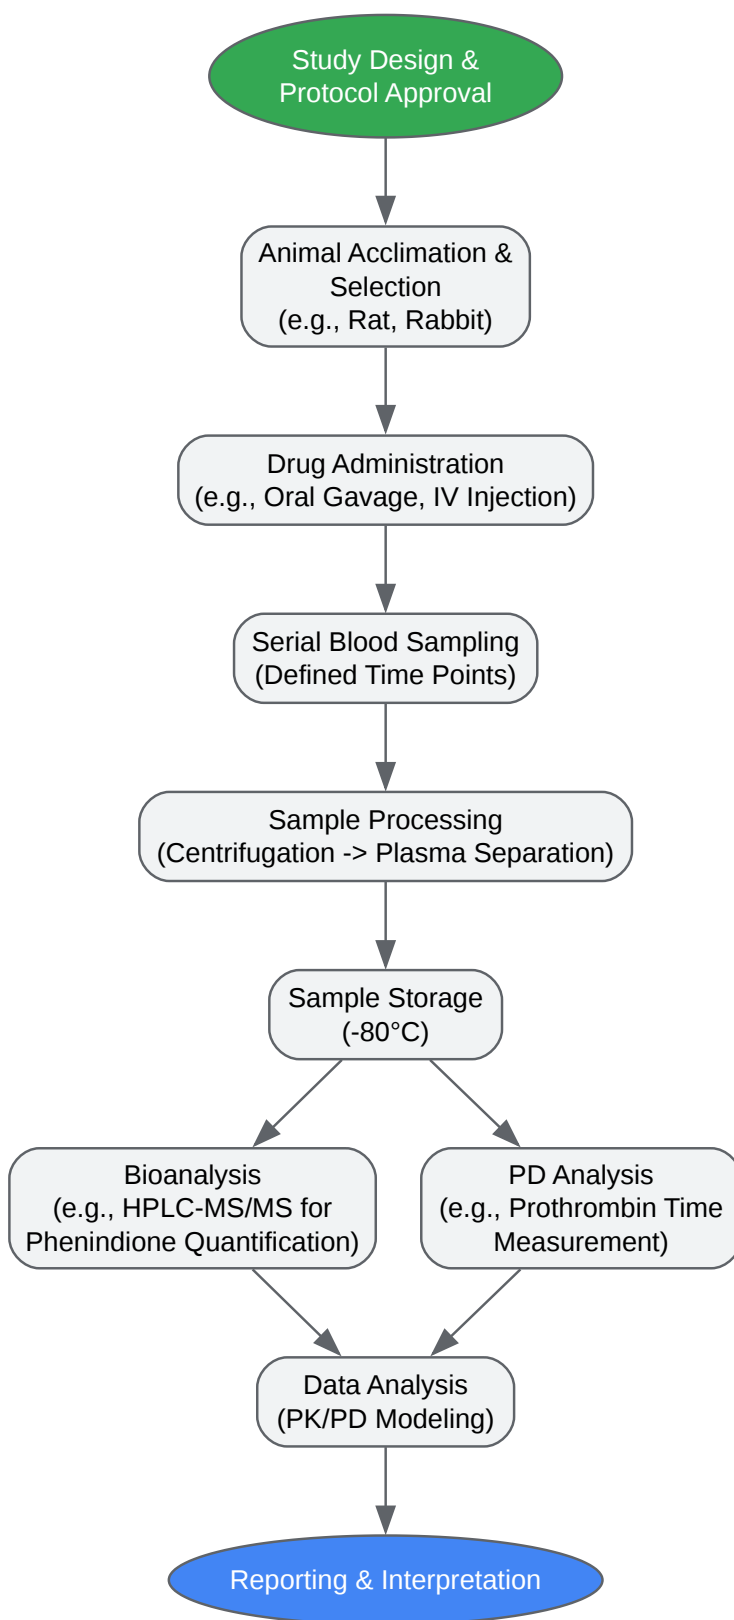 Study Design &
Protocol Approval
Animal Acclimation &
Selection
(e.g., Rat, Rabbit)
Drug Administration
(e.g., Oral Gavage, IV Injection)
Serial Blood Sampling
(Defined Time Points)
Sample Processing
(Centrifugation -> Plasma Separation)
Sample Storage
(-80°C)
Bioanalysis
(e.g., HPLC-MS/MS for
Phenindione Quantification)
PD Analysis
(e.g., Prothrombin Time
Measurement)
Data Analysis
(PK/PD Modeling)
Reporting & Interpretation